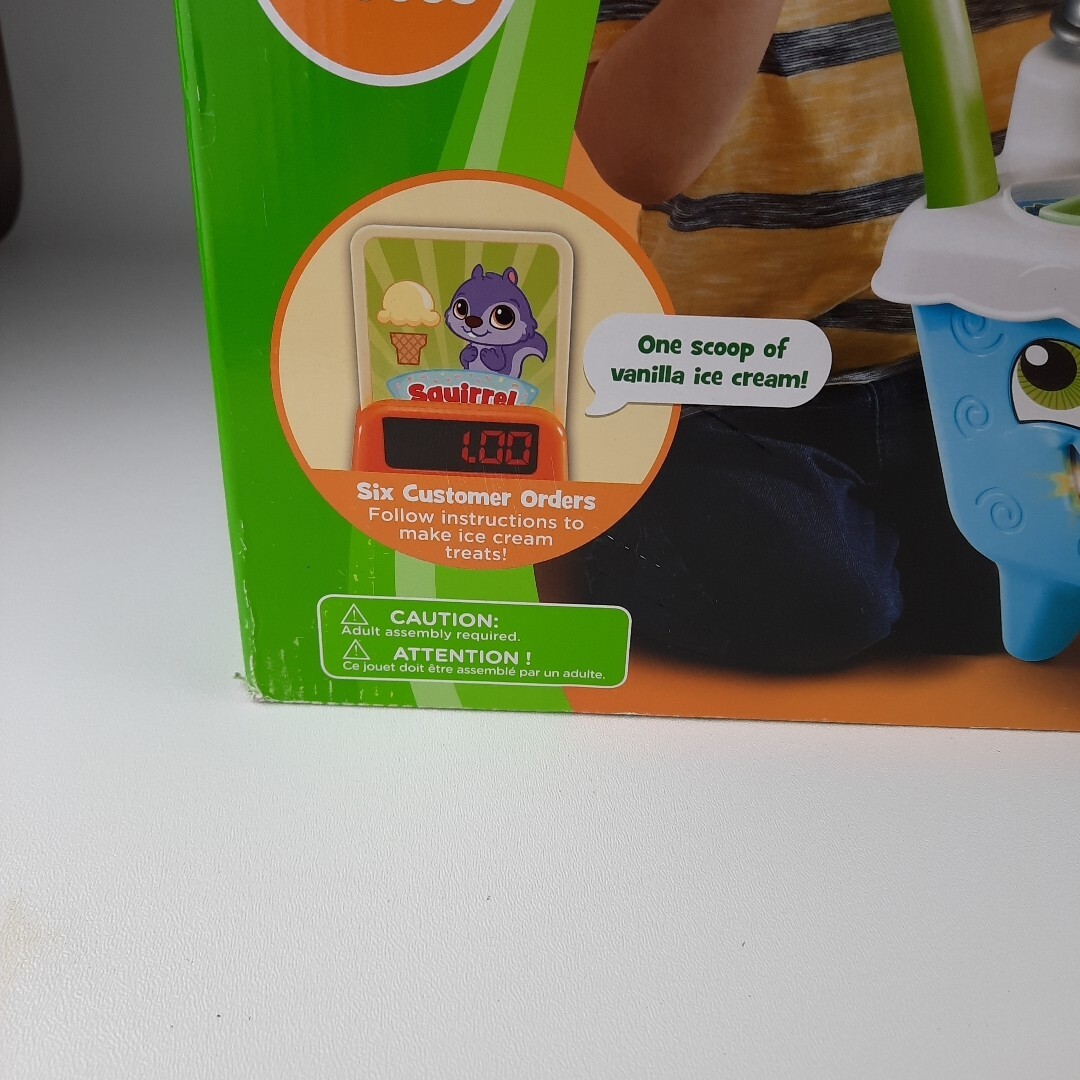 Squirrel
1.00
One scoop of
vanilla ice cream!
Six Customer Orders
Follow instructions to
make ice cream
treats!
CAUTION:
Adult assembly required.
ATTENTION !
Ce jouet doit être assemblé par un adulte.